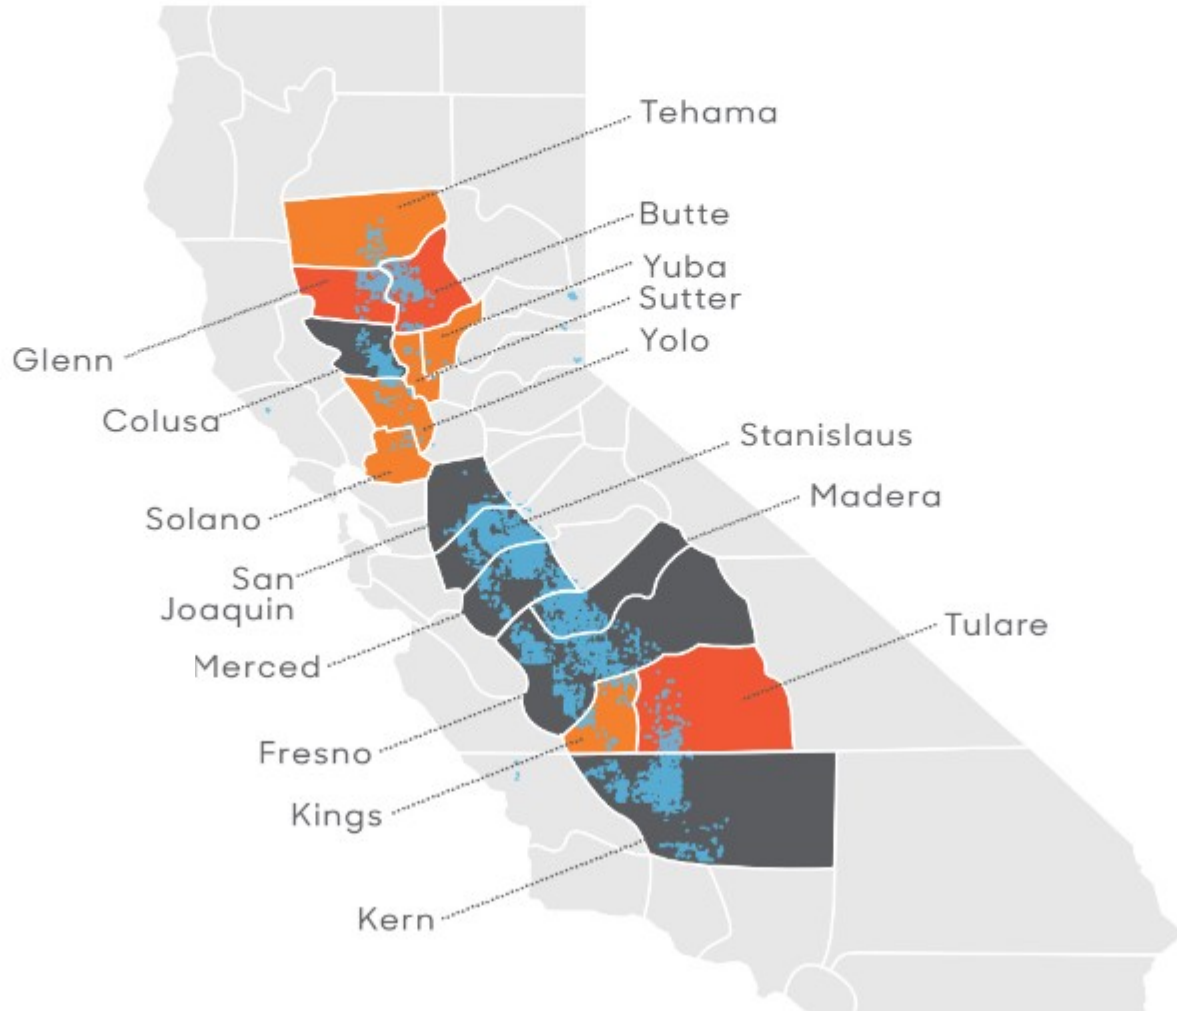 Tehama
Butte
Yuba
Sutter
Yolo
Glenn
Colusa
Stanislaus
Madera
Solano
San
Joaquin
Tulare
Merced
Fresno
Kings
Kern